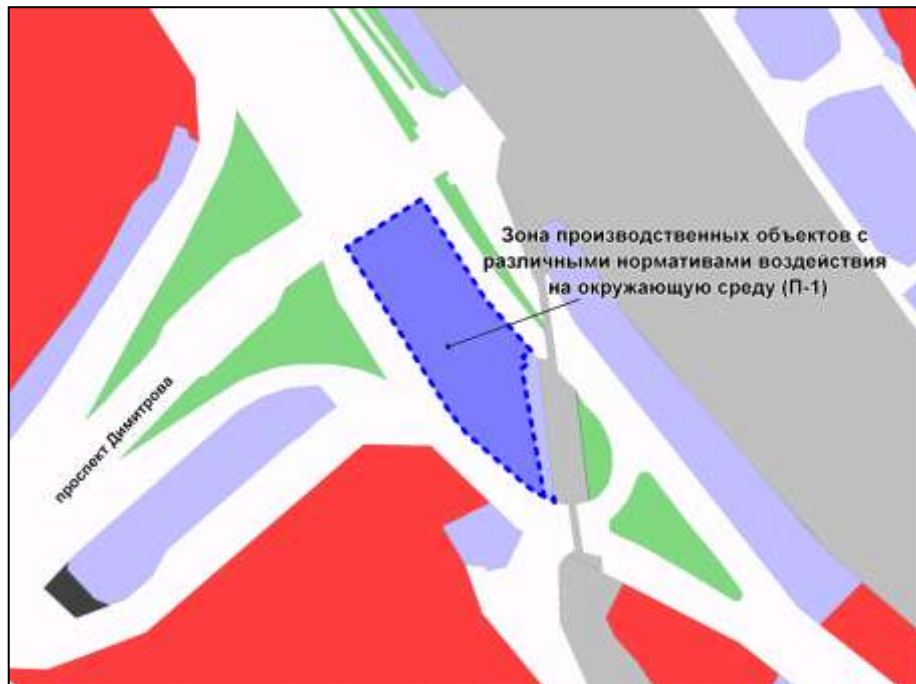 Зона производственных объектов с
различными нормативами воздействия
на окружающую среду (П-1)
проспект Димитрова